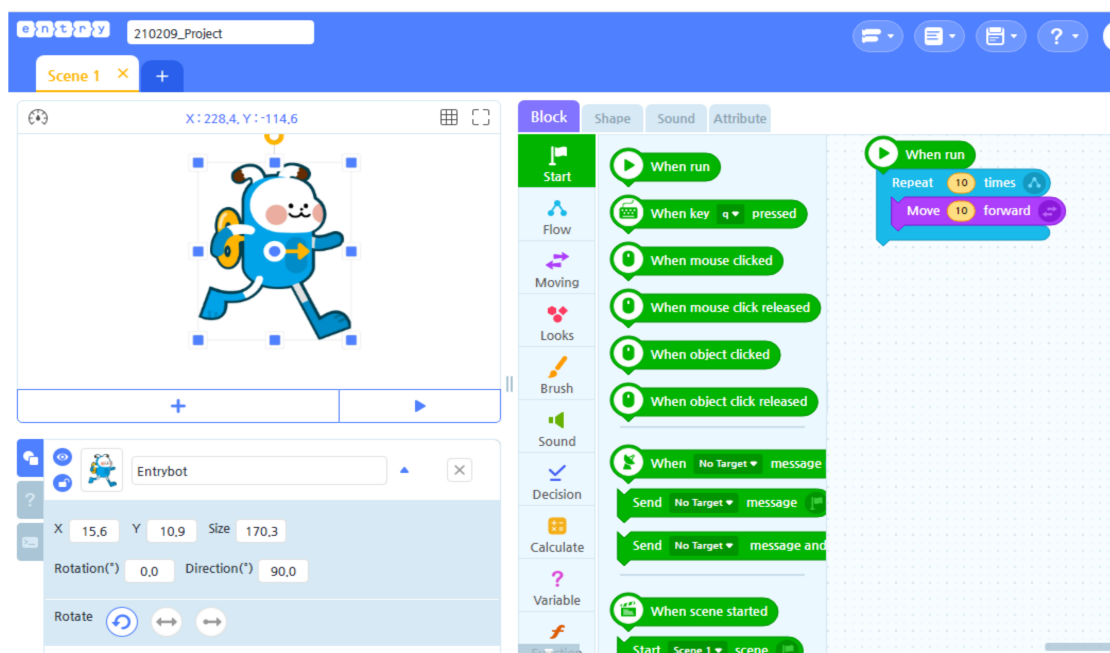 entry
210209_Project
Scene 1 × +
X : 228.4, Y : -114.6
Block Shape Sound Attribute
Start
Flow
Moving
Looks
Brush
Sound
Decision
Calculate
?
Variable
When run
When key q pressed
When mouse clicked
When mouse click released
When object clicked
When object click released
When No Target message
Send No Target message
Send No Target message and
When scene started
Start Scene 1 scene
When run
Repeat 10 times
Move 10 forward
Entrybot
X 15.6 Y 10.9 Size 170.3
Rotation(°) 0.0 Direction(°) 90.0
Rotate